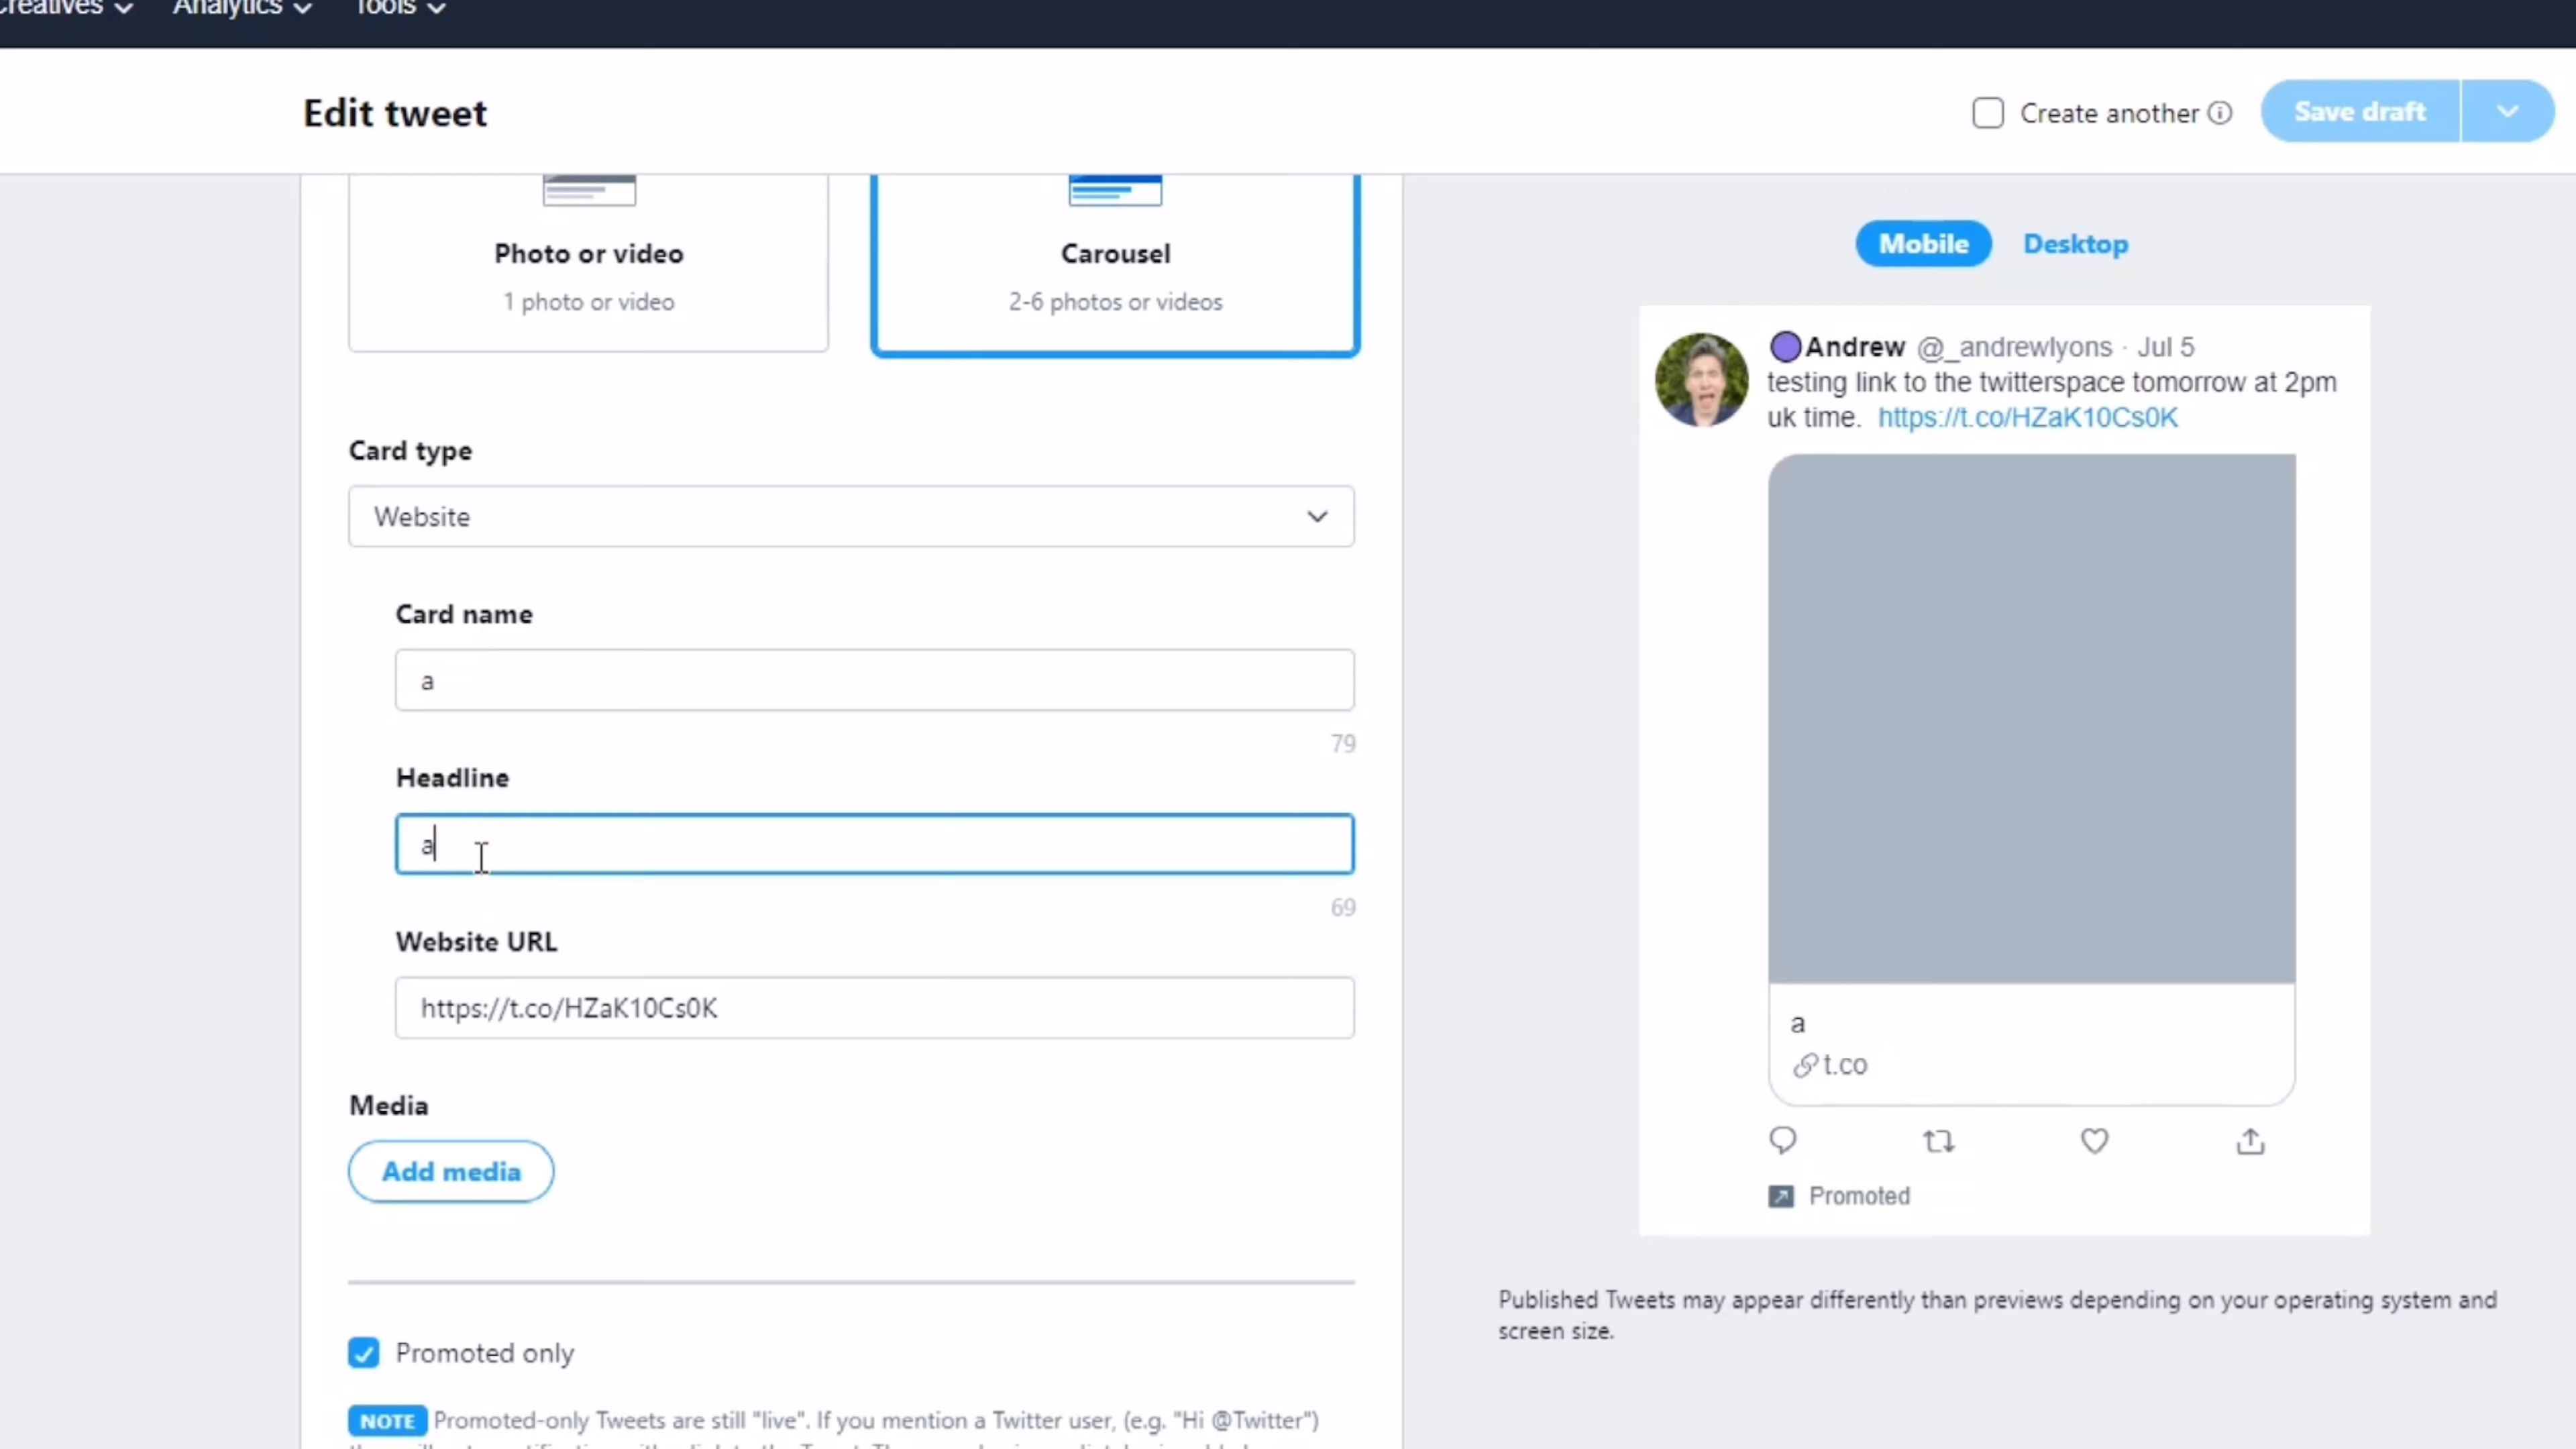 Creatives Analytics Tools
Edit tweet
Create another
Save draft
Photo or video
1 photo or video
Carousel
2-6 photos or videos
Card type
Website
Card name
a
79
Headline
a
69
Website URL
https://t.co/HZaK10Cs0K
Media
Add media
Promoted only
NOTE Promoted-only Tweets are still "live". If you mention a Twitter user, (e.g. "Hi @Twitter")
Mobile Desktop
Andrew @_andrewlyons · Jul 5
testing link to the twitterspace tomorrow at 2pm
uk time. https://t.co/HZaK10Cs0K
a
t.co
Promoted
Published Tweets may appear differently than previews depending on your operating system and
screen size.